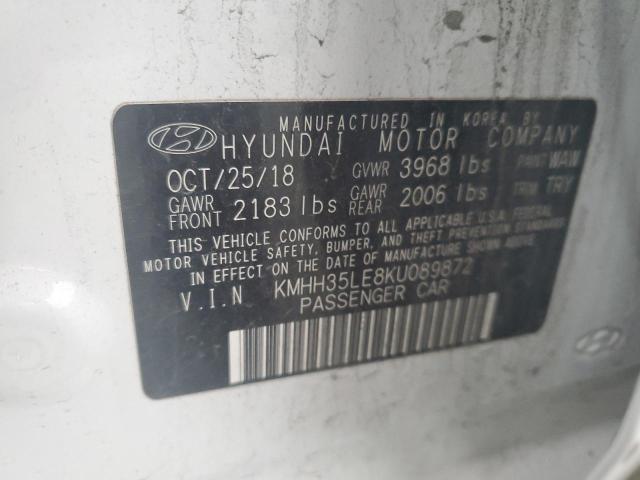 MANUFACTURED IN KOREA BY
HYUNDAI MOTOR COMPANY
OCT/25/18 GVWR 3968 lbs PAINT WAW
GAWR FRONT 2183 lbs GAWR REAR 2006 lbs TRIM TRY
THIS VEHICLE CONFORMS TO ALL APPLICABLE U.S.A. FEDERAL
MOTOR VEHICLE SAFETY, BUMPER, AND THEFT PREVENTION STANDARDS
IN EFFECT ON THE DATE OF MANUFACTURE SHOWN ABOVE.
V.I.N KMHH35LE8KU089872
PASSENGER CAR